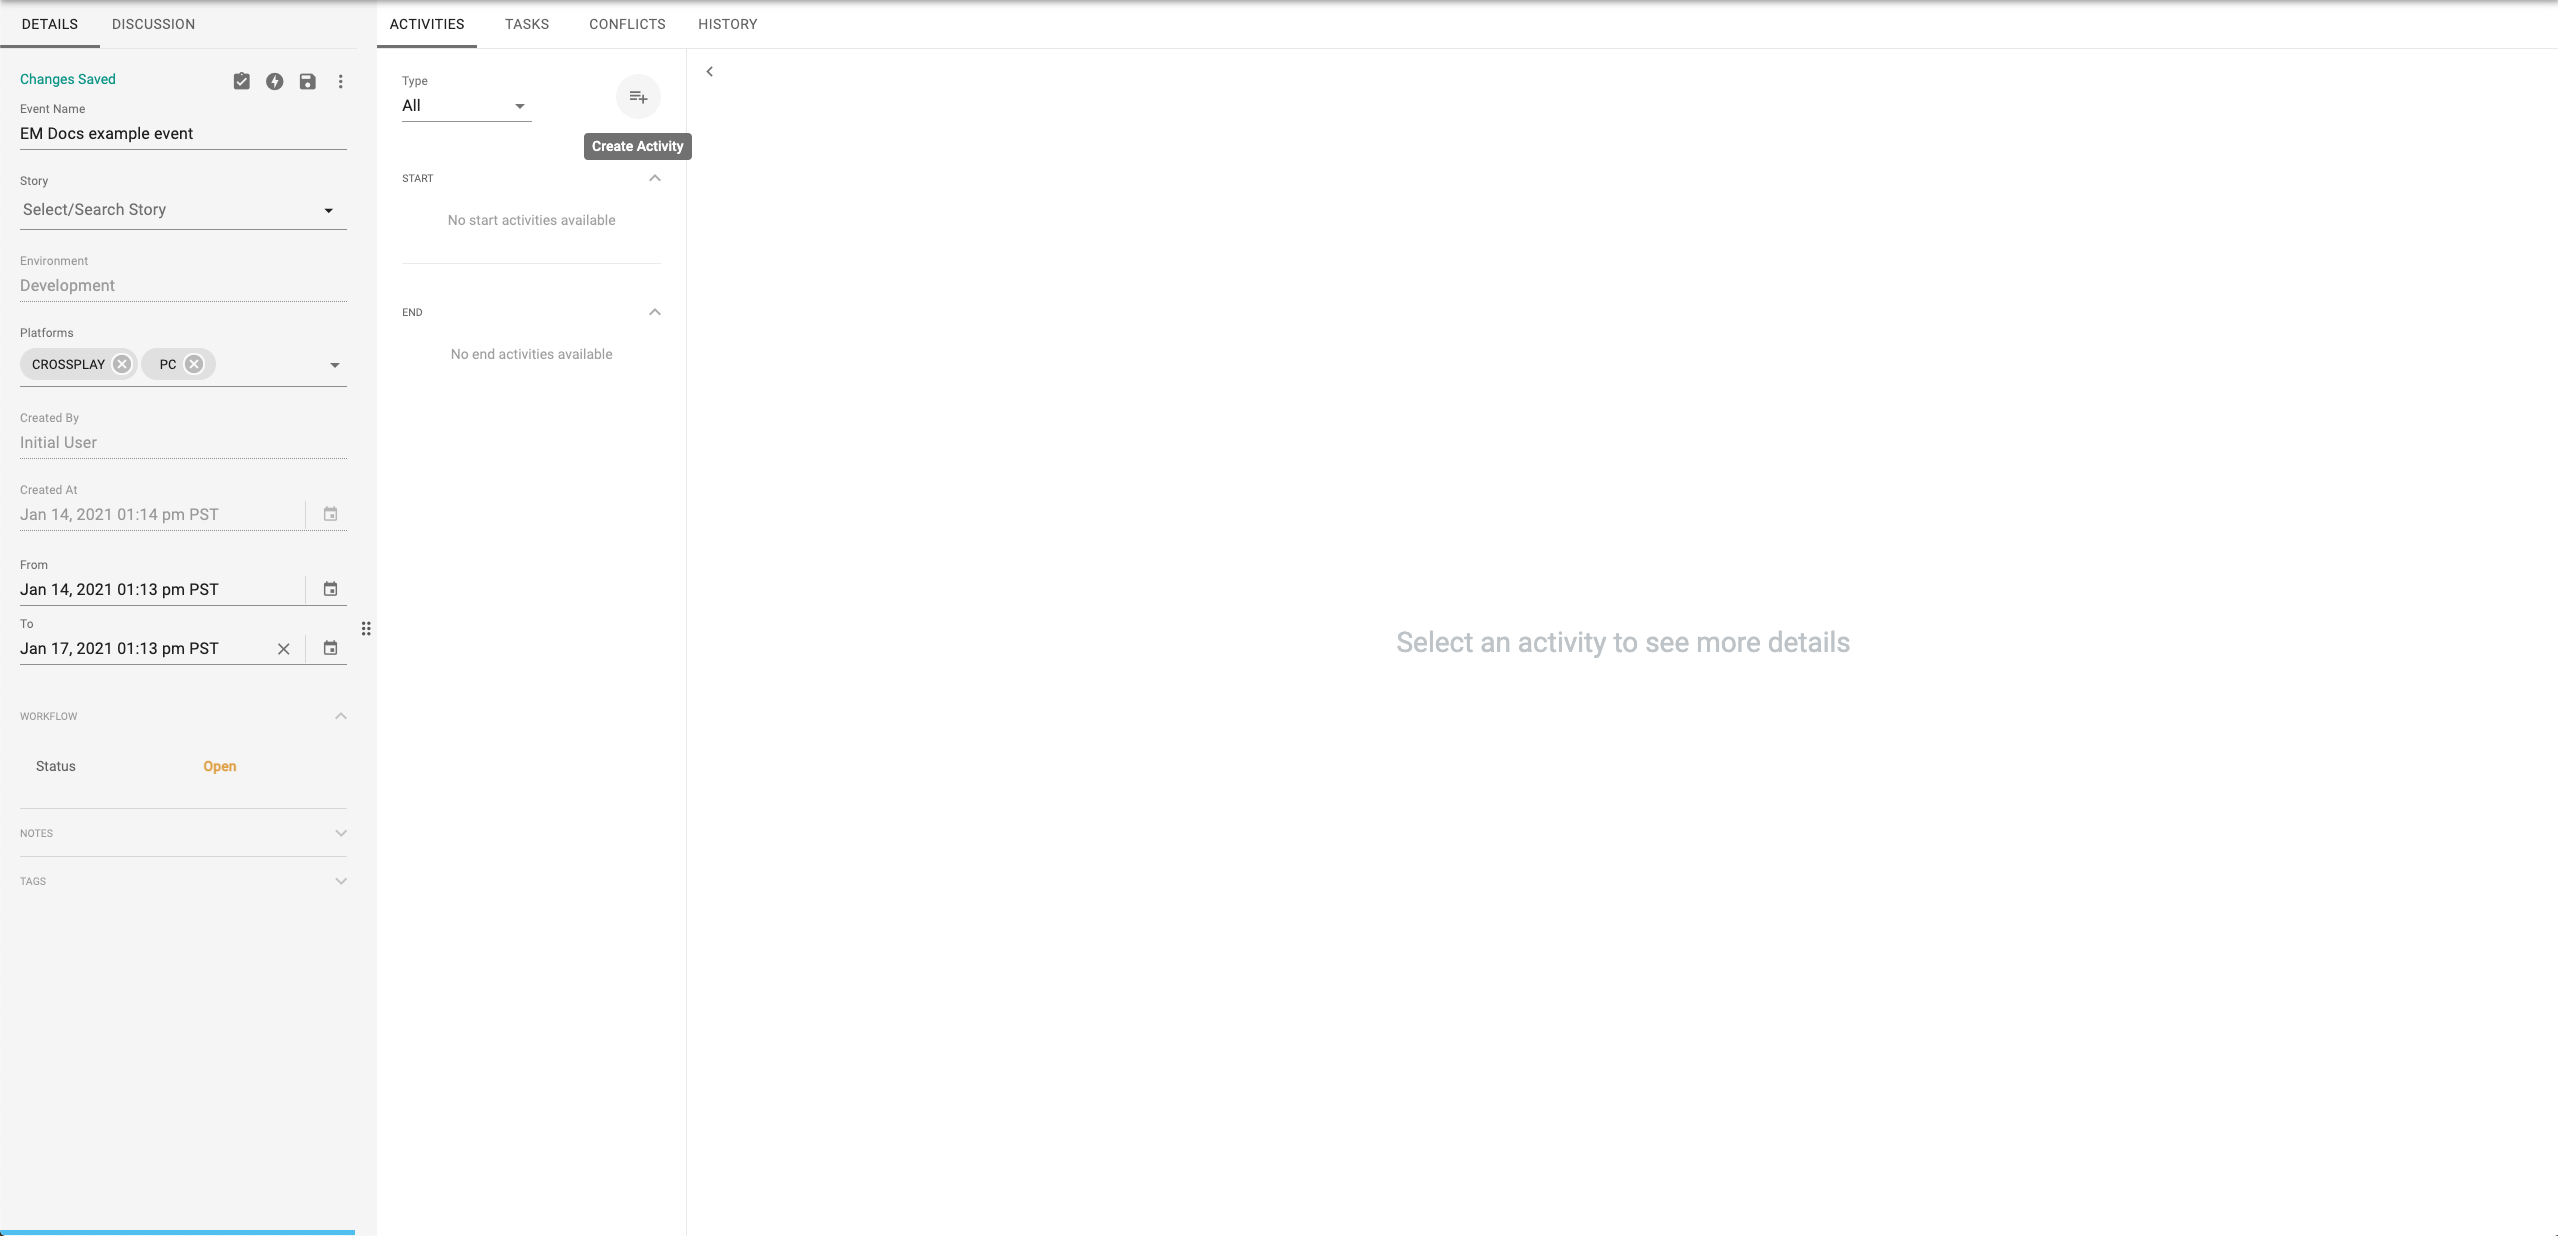 DETAILS DISCUSSION
Changes Saved
Event Name
EM Docs example event
Story
Select/Search Story
Environment
Development
Platforms
CROSSPLAY PC
Created By
Initial User
Created At
Jan 14, 2021 01:14 pm PST
From
Jan 14, 2021 01:13 pm PST
To
Jan 17, 2021 01:13 pm PST
WORKFLOW
Status Open
NOTES
TAGS
ACTIVITIES TASKS CONFLICTS HISTORY
Type
All
Create Activity
START
No start activities available
END
No end activities available
Select an activity to see more details